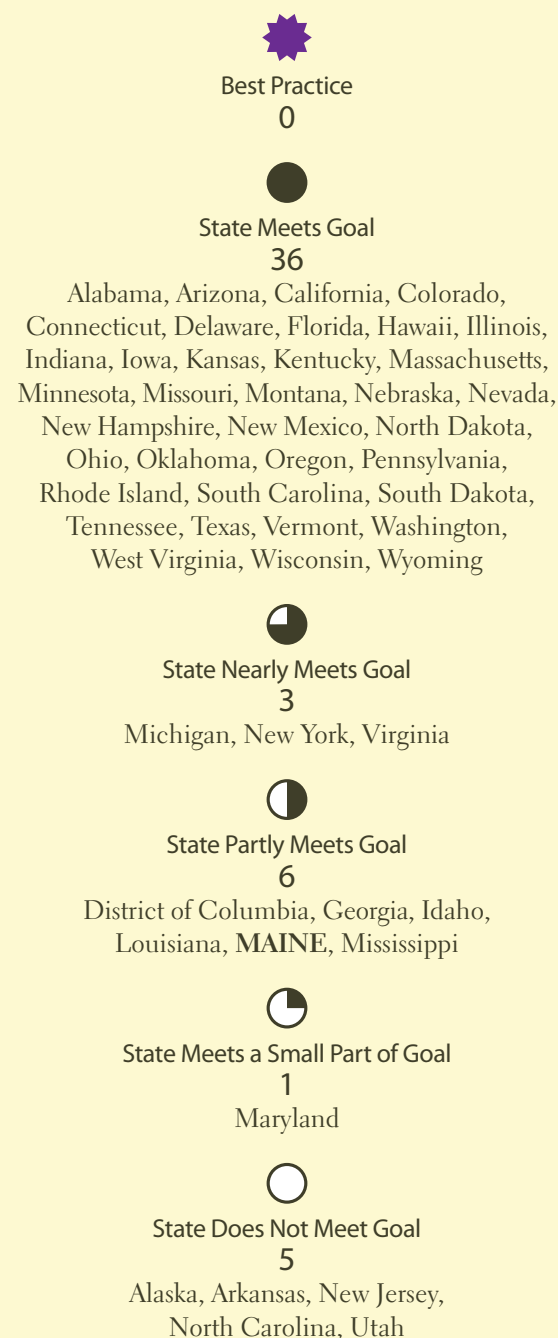 Best Practice
0
State Meets Goal
36
Alabama, Arizona, California, Colorado,
Connecticut, Delaware, Florida, Hawaii, Illinois,
Indiana, Iowa, Kansas, Kentucky, Massachusetts,
Minnesota, Missouri, Montana, Nebraska, Nevada,
New Hampshire, New Mexico, North Dakota,
Ohio, Oklahoma, Oregon, Pennsylvania,
Rhode Island, South Carolina, South Dakota,
Tennessee, Texas, Vermont, Washington,
West Virginia, Wisconsin, Wyoming
State Nearly Meets Goal
3
Michigan, New York, Virginia
State Partly Meets Goal
6
District of Columbia, Georgia, Idaho,
Louisiana, MAINE, Mississippi
State Meets a Small Part of Goal
1
Maryland
State Does Not Meet Goal
5
Alaska, Arkansas, New Jersey,
North Carolina, Utah